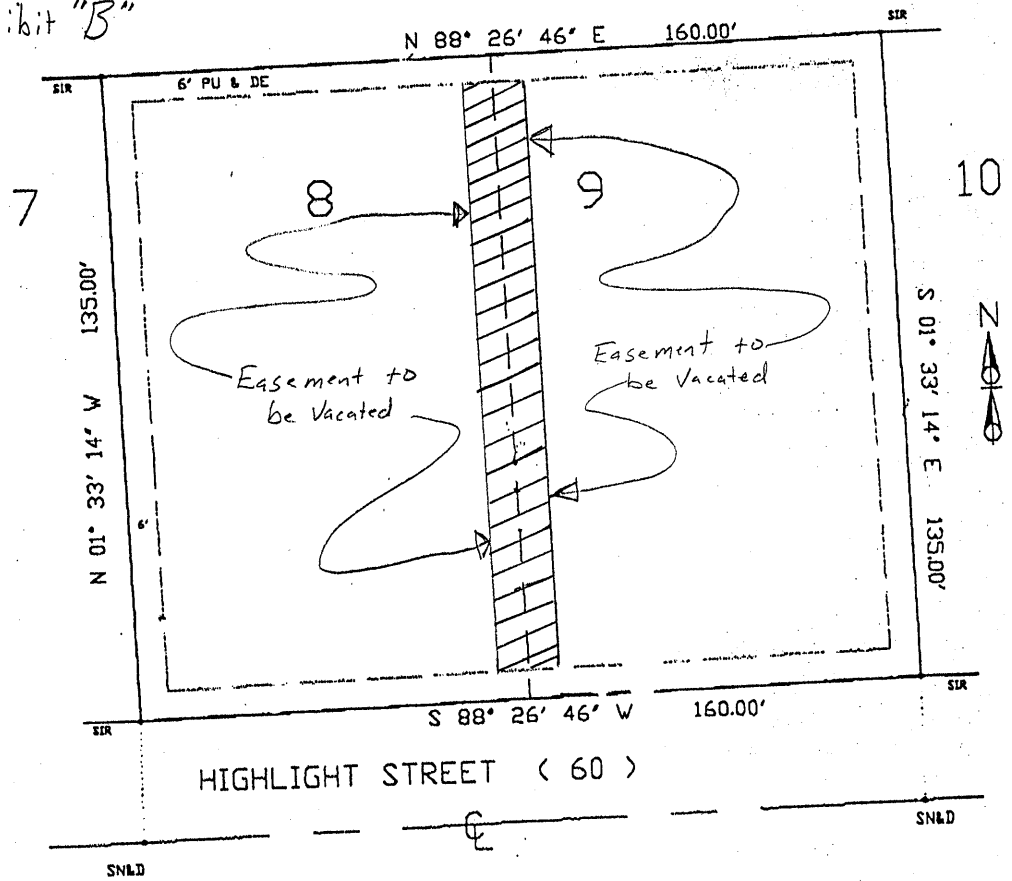 ibit "B"
SIR
N 88° 26' 46" E 160.00'
SIR
6' PU & DE
7
8
9
10
135.00'
N 01° 33' 14" W
6'
Easement to
be Vacated
Easement to
be Vacated
S 01° 33' 14" E 135.00'
N
SIR
S 88° 26' 46" W 160.00'
SIR
HIGHLIGHT STREET ( 60 )
CL
SN&D
SN&D